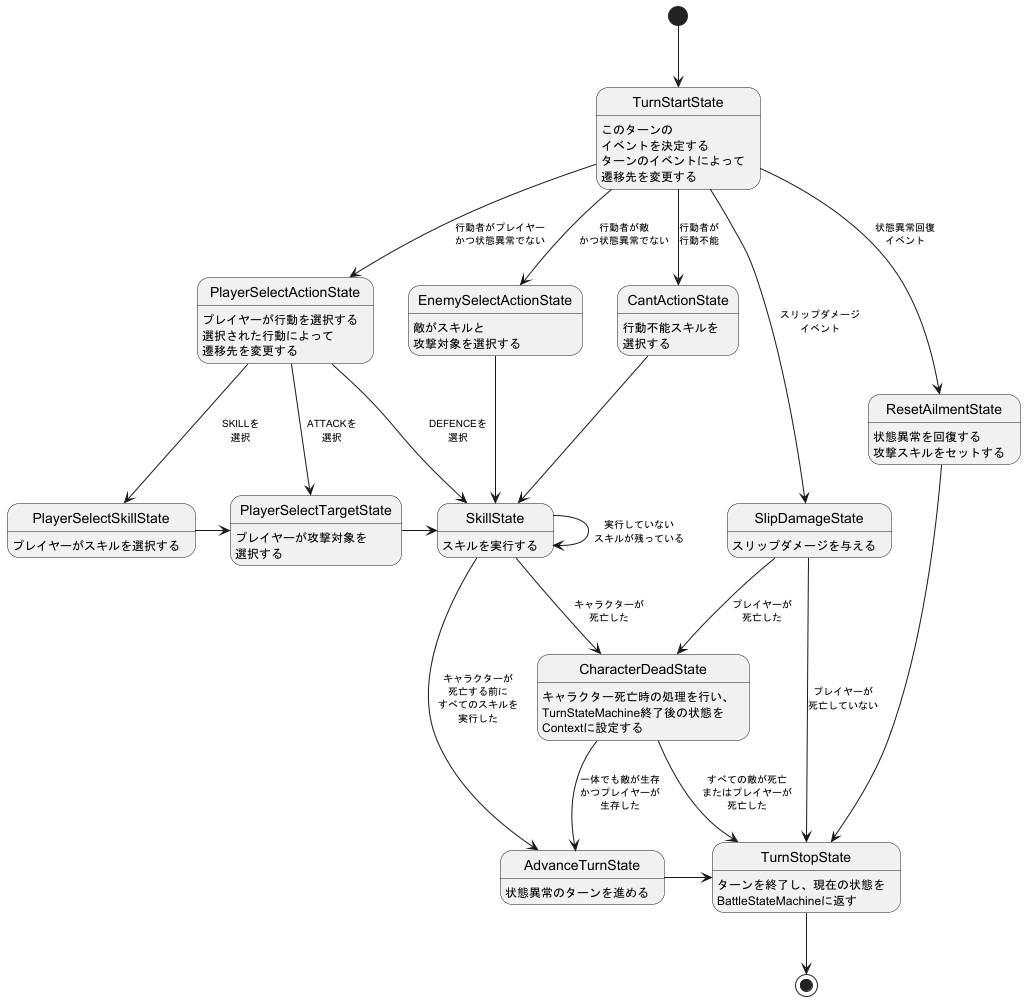 TurnStartState
このターンの
イベントを決定する
ターンのイベントによって
遷移先を変更する
行動者がプレイヤー
かつ状態異常でない
行動者が敵
かつ状態異常でない
行動者が
行動不能
スリップダメージ
イベント
状態異常回復
イベント
PlayerSelectActionState
プレイヤーが行動を選択する
選択された行動によって
遷移先を変更する
EnemySelectActionState
敵がスキルと
攻撃対象を選択する
CantActionState
行動不能スキルを
選択する
ResetAilmentState
状態異常を回復する
攻撃スキルをセットする
SKILLを
選択
ATTACKを
選択
DEFENCEを
選択
PlayerSelectSkillState
プレイヤーがスキルを選択する
PlayerSelectTargetState
プレイヤーが攻撃対象を
選択する
SkillState
スキルを実行する
実行していない
スキルが残っている
SlipDamageState
スリップダメージを与える
キャラクターが
死亡した
プレイヤーが
死亡した
キャラクターが
死亡する前に
すべてのスキルを
実行した
CharacterDeadState
キャラクター死亡時の処理を行い、
TurnStateMachine終了後の状態を
Contextに設定する
プレイヤーが
死亡していない
一体でも敵が生存
かつプレイヤーが
生存した
すべての敵が死亡
またはプレイヤーが
死亡した
AdvanceTurnState
状態異常のターンを進める
TurnStopState
ターンを終了し、現在の状態を
BattleStateMachineに返す